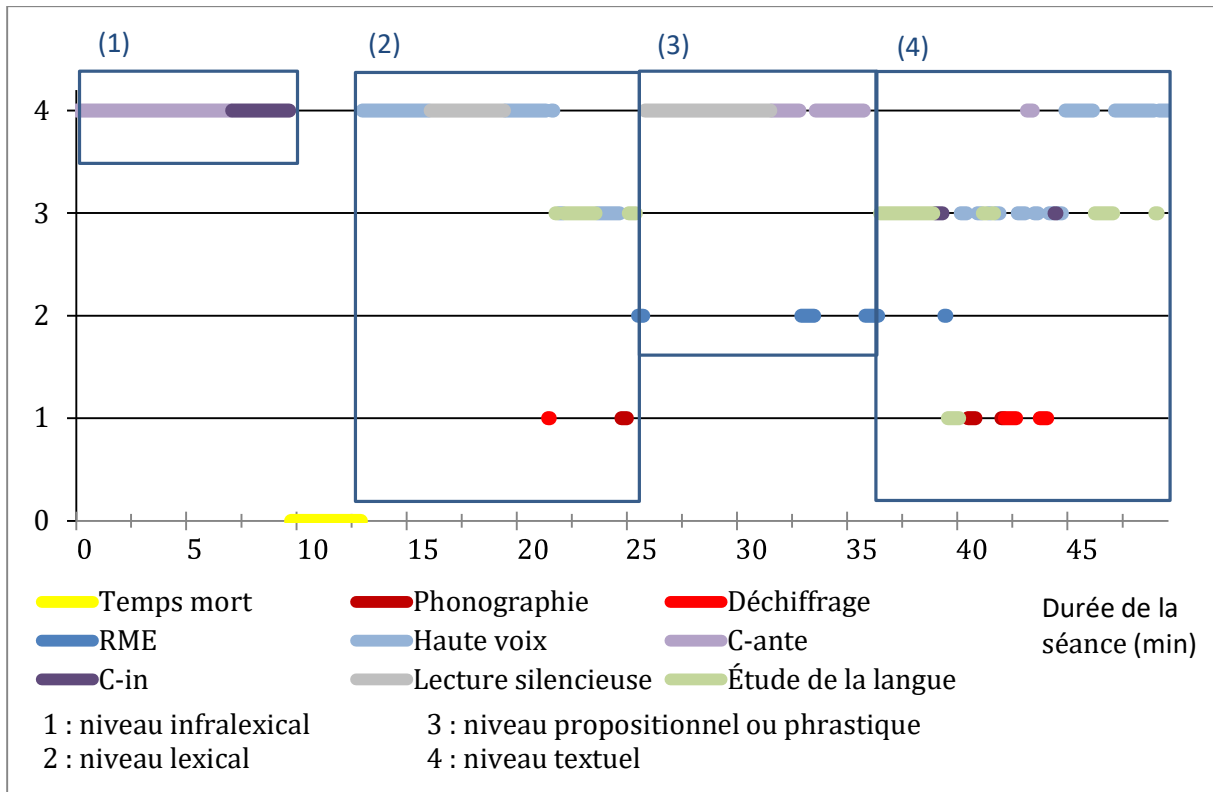 (1) (2) (3) (4)
4
3
2
1
0
0 5 10 15 20 25 30 35 40 45
Temps mort Phonographie Déchiffrage
RME Haute voix C-ante
C-in Lecture silencieuse Étude de la langue
Durée de la
séance (min)
1 : niveau infralexical 3 : niveau propositionnel ou phrastique
2 : niveau lexical 4 : niveau textuel